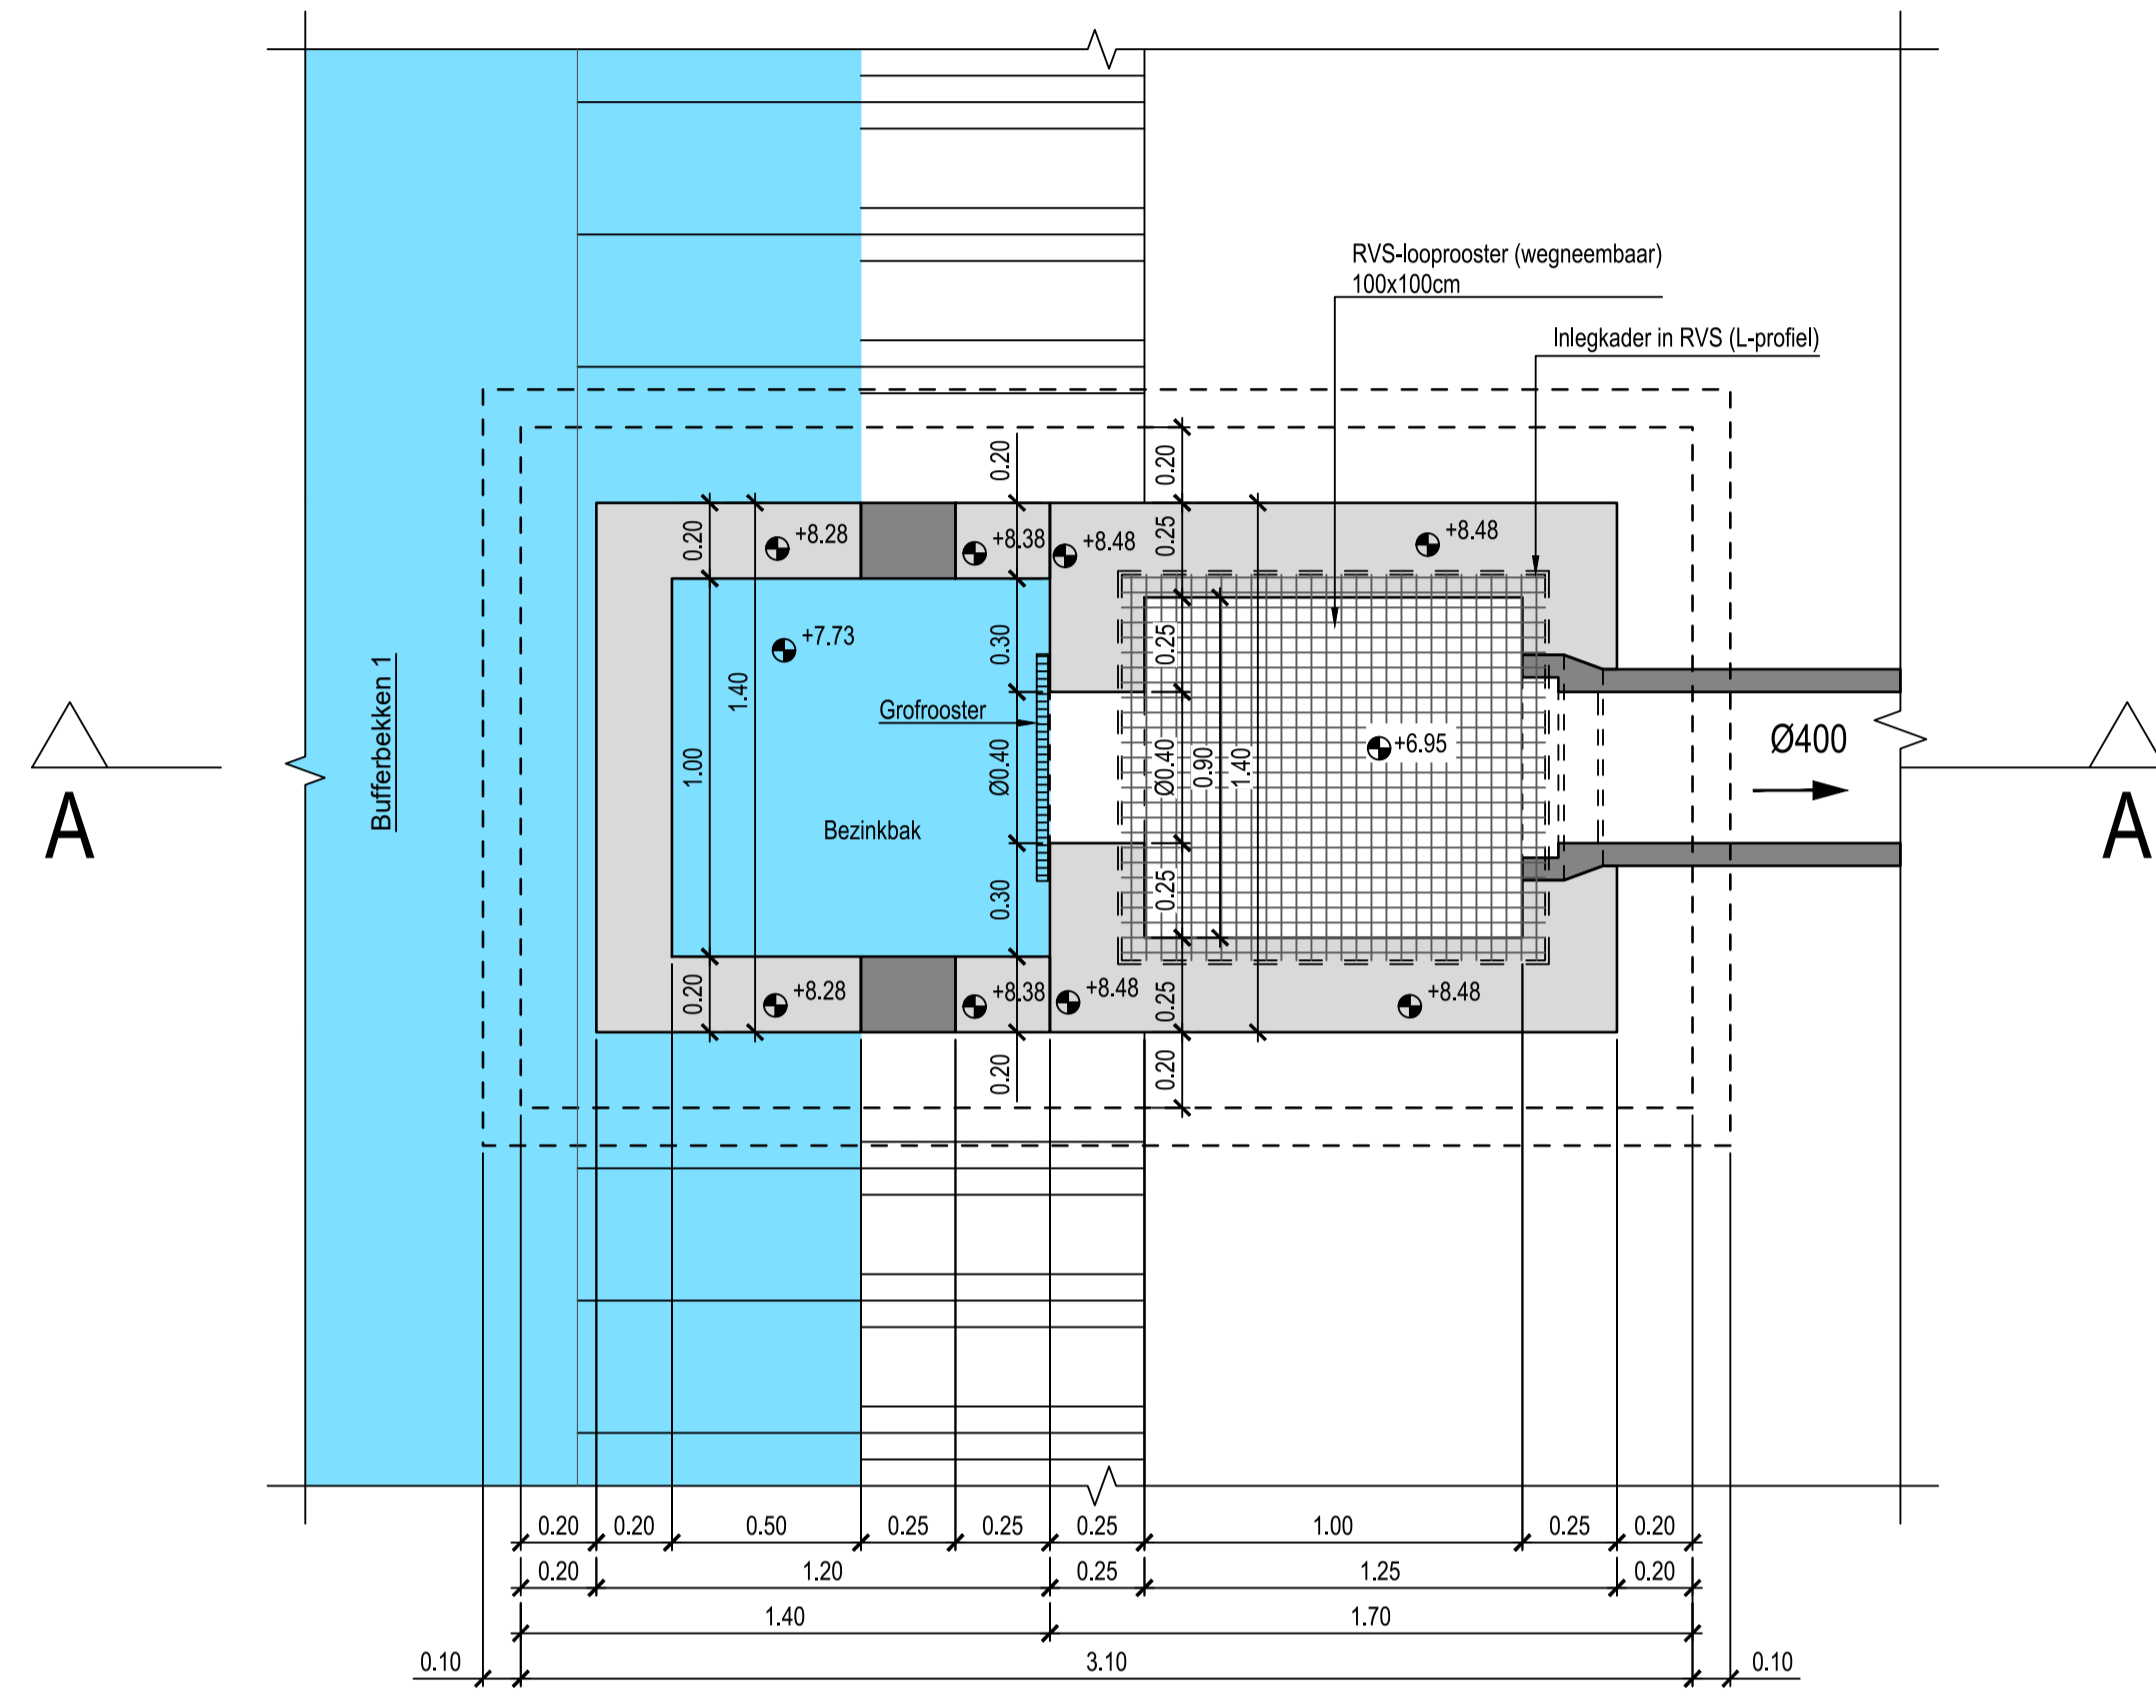 RVS-looprooster (wegneembaar)
100x100cm
Inlegkader in RVS (L-profiel)
0.20
0.20
0.20
0.25
+8.28
+8.38
+8.48
+8.48
+7.73
0.30
0.25
1.40
Grofrooster
Bufferbekken 1
Ø400
+6.95
1.00
Ø0.40
Ø0.40
0.90
1.40
A
A
Bezinkbak
0.30
0.25
0.20
+8.28
+8.38
+8.48
0.25
+8.48
0.20
0.20
0.20 0.20 0.50 0.25 0.25 0.25 1.00 0.25 0.20
0.20 1.20 0.25 1.25 0.20
1.40 1.70
0.10 3.10 0.10